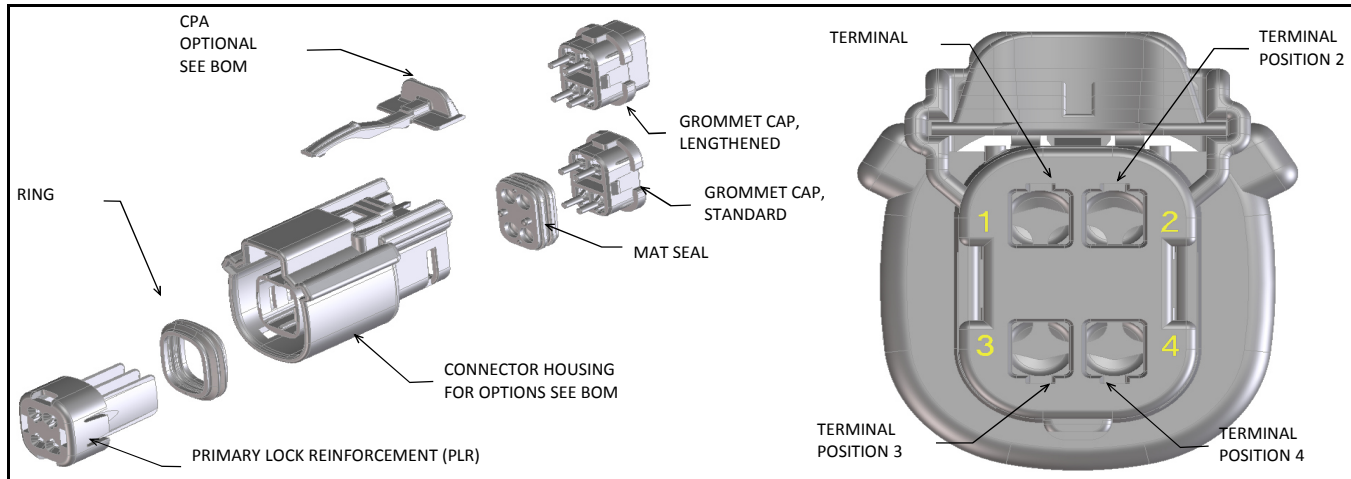 CPA
OPTIONAL
SEE BOM
GROMMET CAP,
LENGTHENED
GROMMET CAP,
STANDARD
MAT SEAL
RING
CONNECTOR HOUSING
FOR OPTIONS SEE BOM
PRIMARY LOCK REINFORCEMENT (PLR)
TERMINAL
TERMINAL
POSITION 2
1
2
3
4
TERMINAL
POSITION 3
TERMINAL
POSITION 4